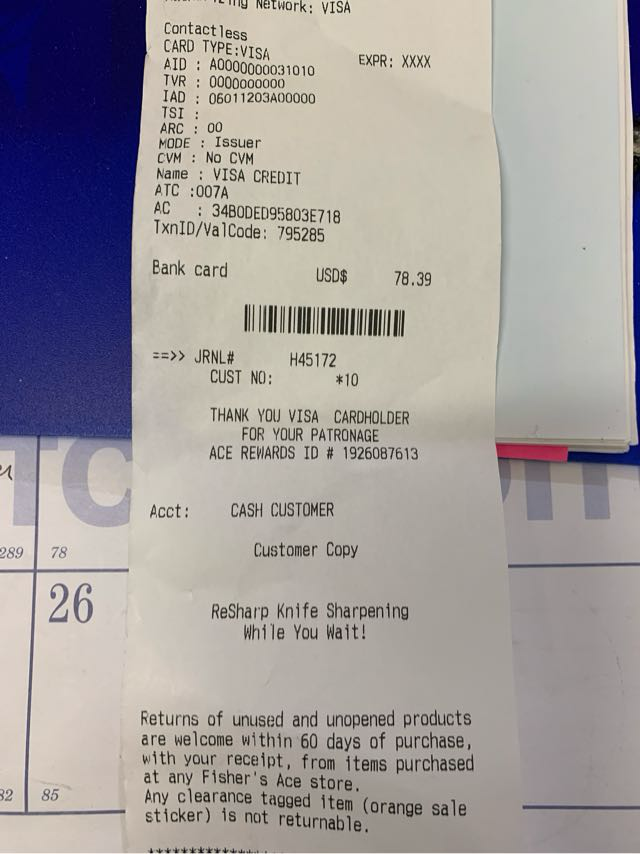 Network: VISA
Contactless
CARD TYPE:VISA EXPR: XXXX
AID : A0000000031010
TVR : 0000000000
IAD : 06011203A00000
TSI :
ARC : 00
MODE : Issuer
CVM : No CVM
Name : VISA CREDIT
ATC :007A
AC : 34B0DED95803E718
TxnID/ValCode: 795285
Bank card USD$ 78.39
==>> JRNL# H45172
CUST NO: *10
THANK YOU VISA CARDHOLDER
FOR YOUR PATRONAGE
ACE REWARDS ID # 1926087613
Acct: CASH CUSTOMER
Customer Copy
ReSharp Knife Sharpening
While You Wait!
Returns of unused and unopened products
are welcome within 60 days of purchase,
with your receipt, from items purchased
at any Fisher's Ace store.
Any clearance tagged item (orange sale
sticker) is not returnable.
289 78
26
82 85